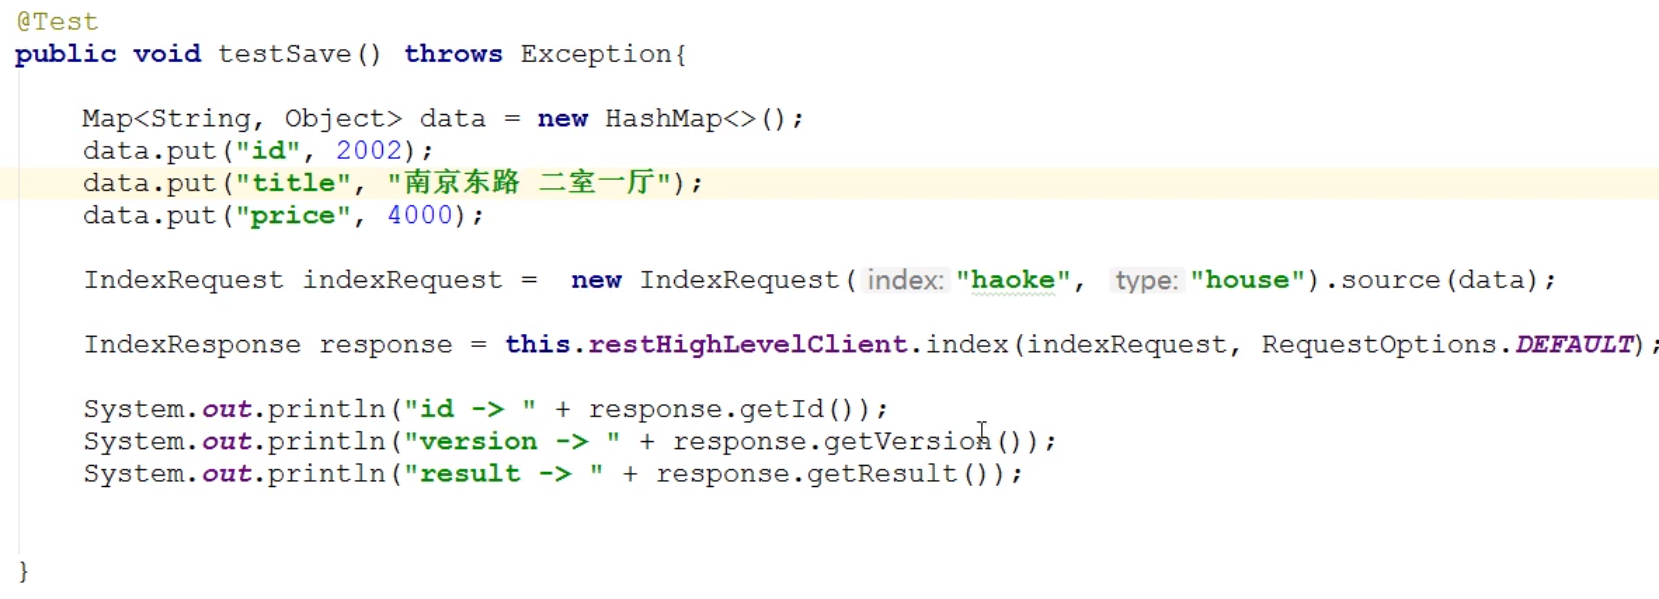 @Test
public void testSave() throws Exception{
Map<String, Object> data = new HashMap<>();
data.put("id", 2002);
data.put("title", "南京东路 二室一厅");
data.put("price", 4000);
IndexRequest indexRequest =  new IndexRequest( index: "haoke",  type: "house").source(data);
IndexResponse response = this.restHighLevelClient.index(indexRequest, RequestOptions.DEFAULT);
System.out.println("id -> " + response.getId());
System.out.println("version -> " + response.getVersion());
System.out.println("result -> " + response.getResult());
}